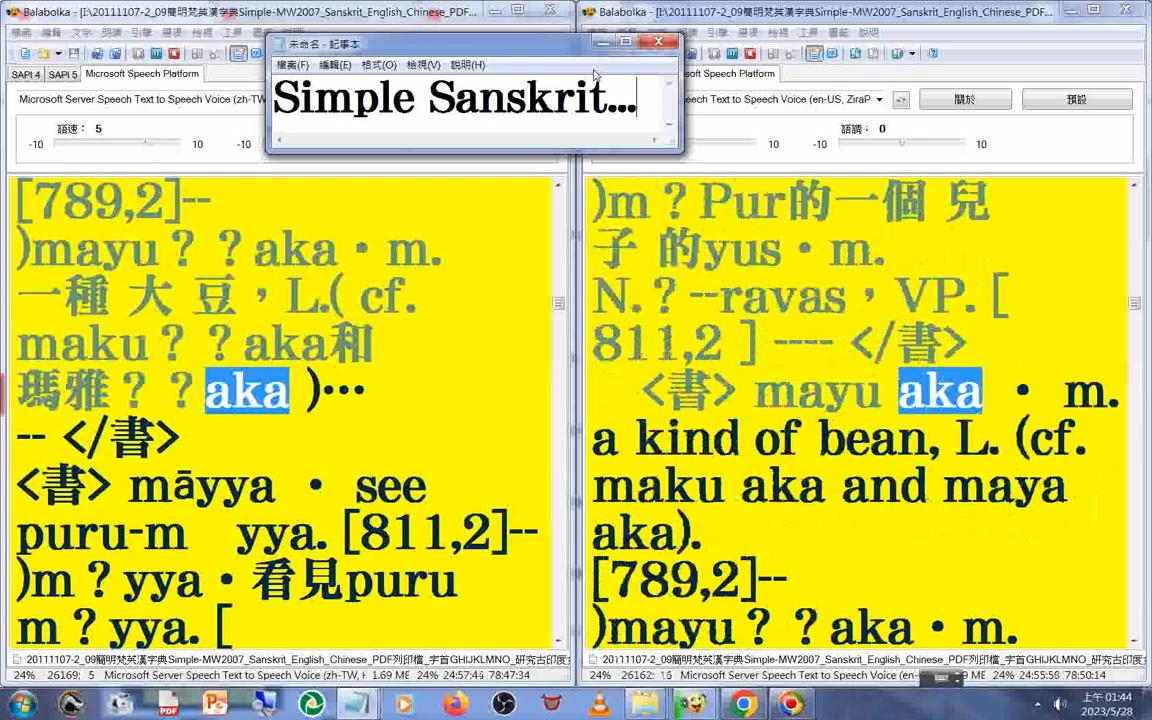 Balabolka - [I:\20111107-2_09簡明梵英漢字典Simple-MW2007_Sanskrit_English_Chinese_PDF...
Balabolka - [I:\20111107-2_09簡明梵英漢字典Simple-MW2007_Sanskrit_English_Chinese_PDF...
未命名 - 記事本
檔案(F) 編輯(E) 格式(O) 檢視(V) 說明(H)
Simple Sanskrit...
SAPI 4 SAPI 5 Microsoft Speech Platform
Speech Platform
Microsoft Server Speech Text to Speech Voice (zh-TW
eech Text to Speech Voice (en-US, ZiraP
關於 預設
語速： 5
語調： 0
-10 10 -10
10 -10 10
[789,2]--
)mayu？？aka・m.
一種 大 豆，L.( cf.
maku？？aka和
瑪雅？？aka )…
-- </書>
<書> māyya ・ see
puru-m yya. [811,2]--
)m？yya・看見puru
m？yya. [
)m？Pur的一個 兒
子 的yus・m.
N.？--ravas，VP. [
811,2 ] ---- </書>
<書> mayu aka ・ m.
a kind of bean, L. (cf.
maku aka and maya
aka).
[789,2]--
)mayu？？aka・m.
20111107-2_09簡明梵英漢字典Simple-MW2007_Sanskrit_English_Chinese_PDF列印檔_字首GHIJKLMNO_研究古印度
20111107-2_09簡明梵英漢字典Simple-MW2007_Sanskrit_English_Chinese_PDF列印檔_字首GHIJKLMNO_研究古印度
24% 26169: 5 Microsoft Server Speech Text to Speech Voice (zh-TW, 1.69 ME 24% 24:57:44 78:47:34
24% 26162: Microsoft Server Speech Text to Speech Voice (en-US, 1.69 ME 24% 24:55:58 78:50:14
上午 01:44
2023/5/28